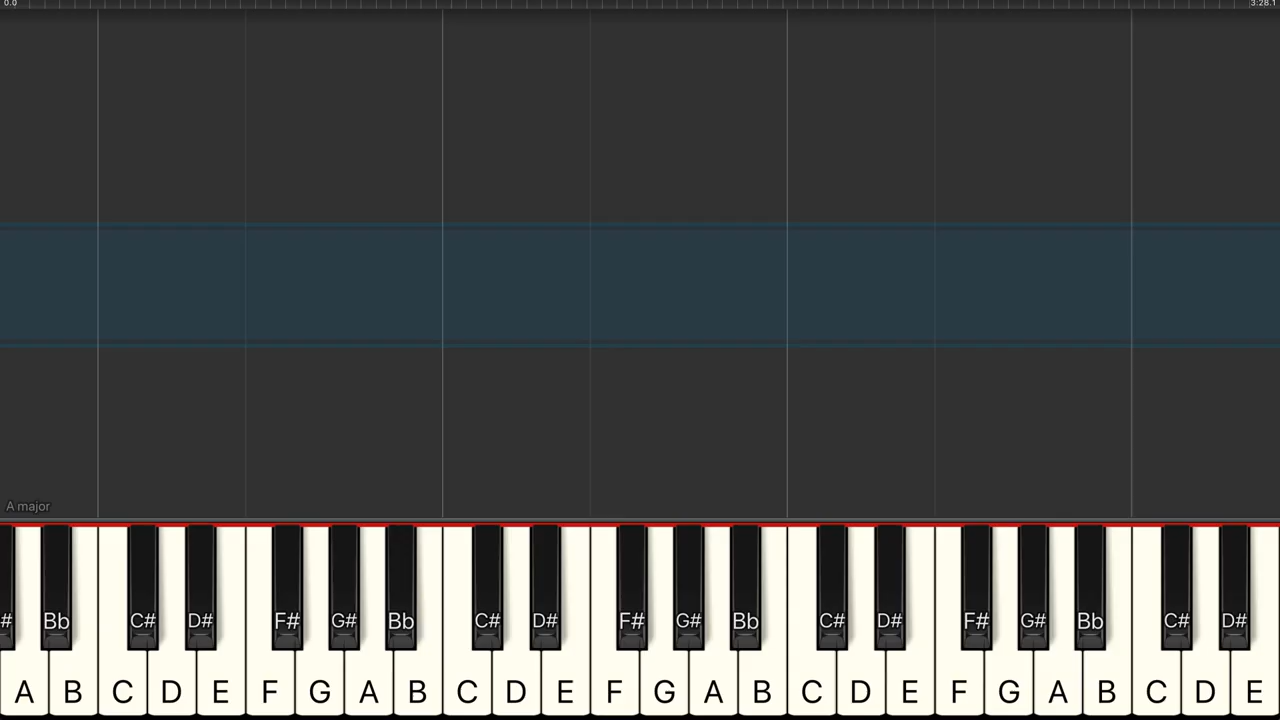 0.0 3:28.1
A major
# Bb C# D# F# G# Bb C# D# F# G# Bb C# D# F# G# Bb C# D#
A B C D E F G A B C D E F G A B C D E F G A B C D E